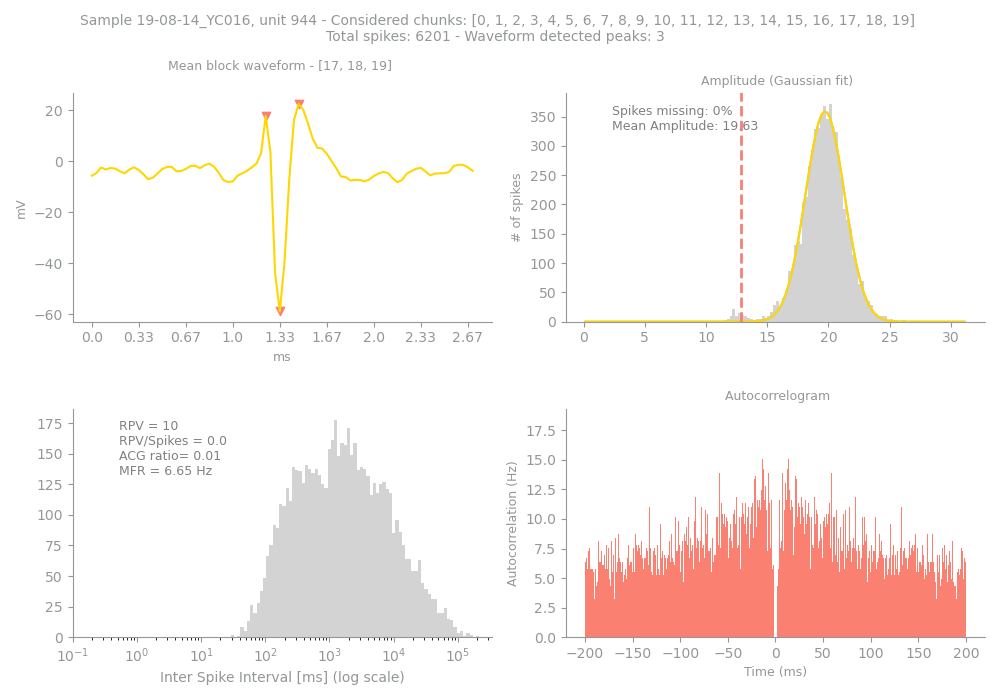 Sample 19-08-14_YC016, unit 944 - Considered chunks: [0, 1, 2, 3, 4, 5, 6, 7, 8, 9, 10, 11, 12, 13, 14, 15, 16, 17, 18, 19]
Total spikes: 6201 - Waveform detected peaks: 3
Mean block waveform - [17, 18, 19]
20
0
−20
−40
−60
mV
0.0 0.33 0.67 1.0 1.33 1.67 2.0 2.33 2.67
ms
Amplitude (Gaussian fit)
Spikes missing: 0%
Mean Amplitude: 19.63
350
300
250
200
150
100
50
0
# of spikes
0 5 10 15 20 25 30
RPV = 10
RPV/Spikes = 0.0
ACG ratio= 0.01
MFR = 6.65 Hz
175
150
125
100
75
50
25
0
10⁻¹ 10⁰ 10¹ 10² 10³ 10⁴ 10⁵
Inter Spike Interval [ms] (log scale)
Autocorrelogram
17.5
15.0
12.5
10.0
7.5
5.0
2.5
0.0
Autocorrelation (Hz)
−200 −150 −100 −50 0 50 100 150 200
Time (ms)